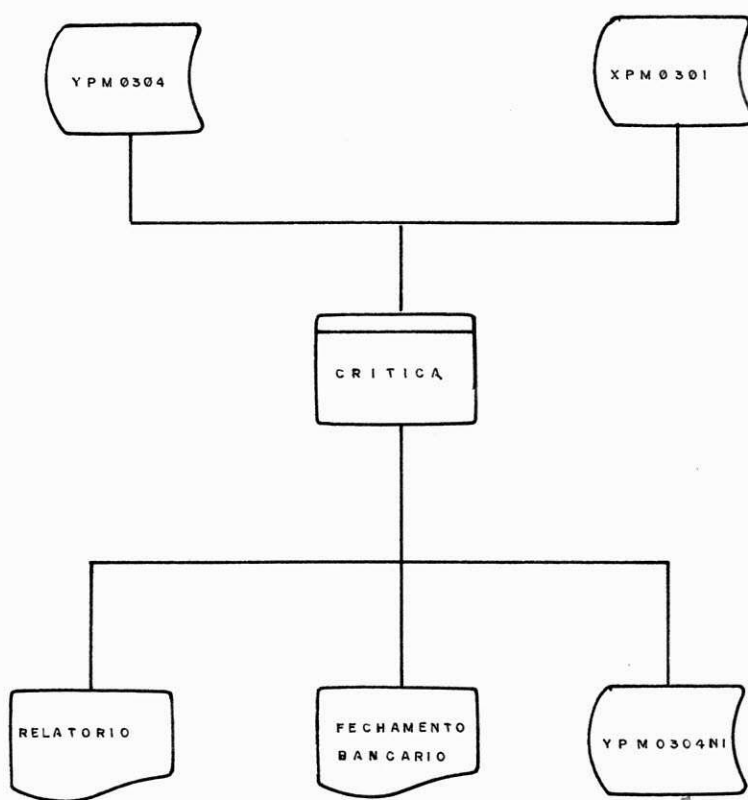 YPM0304
XPM0301
CRITICA
RELATORIO
FECHAMENTO
BANCARIO
YPM0304NI